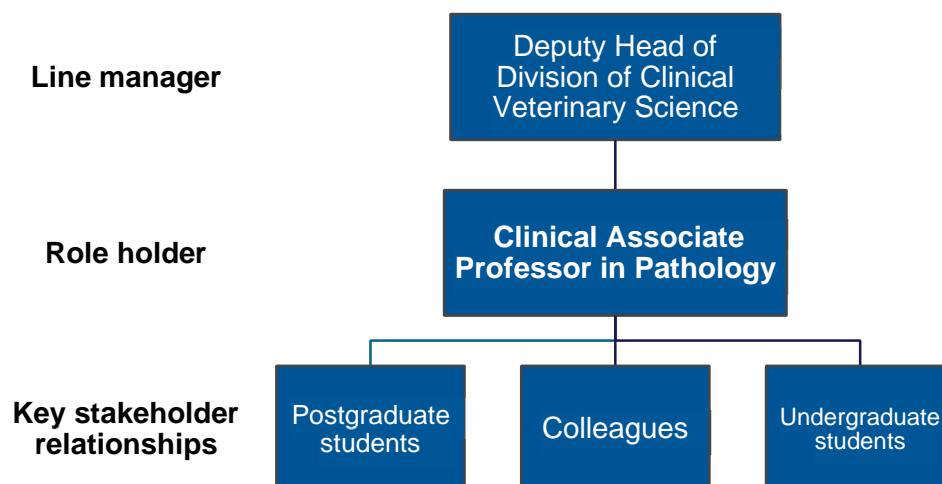 Line manager
Deputy Head of
Division of Clinical
Veterinary Science
Role holder
Clinical Associate
Professor in Pathology
Key stakeholder
relationships
Postgraduate
students
Colleagues
Undergraduate
students